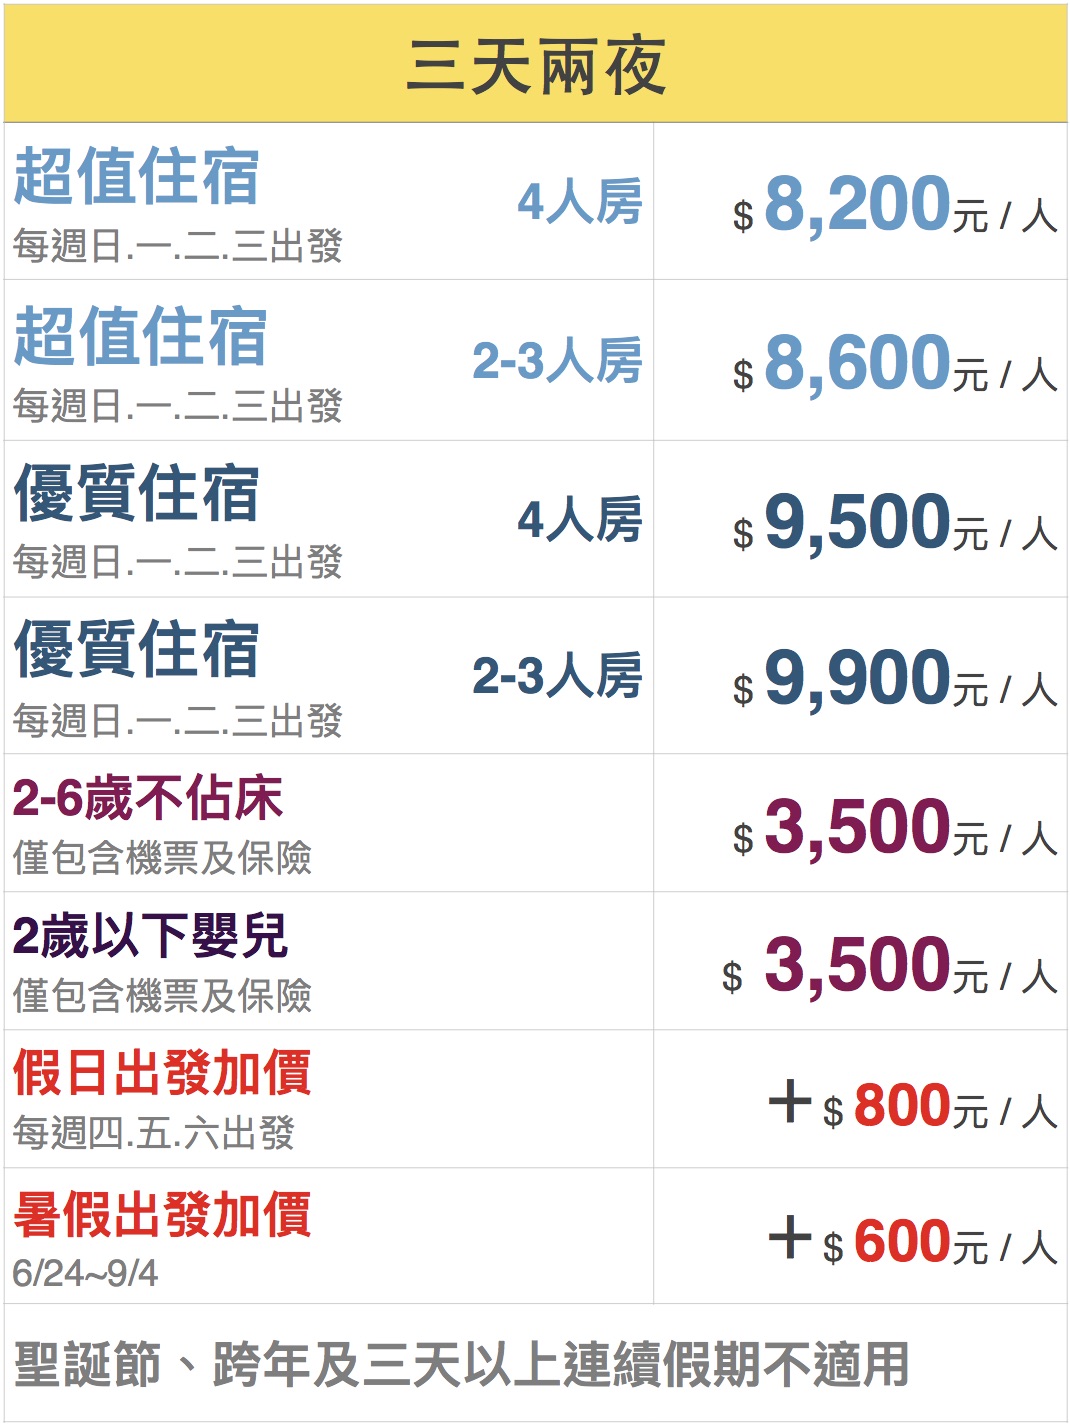 三天兩夜
超值住宿
4人房
$ 8,200元 / 人
每週日.一.二.三出發
超值住宿
2-3人房
$ 8,600元 / 人
每週日.一.二.三出發
優質住宿
4人房
$ 9,500元 / 人
每週日.一.二.三出發
優質住宿
2-3人房
$ 9,900元 / 人
每週日.一.二.三出發
2-6歲不佔床
$ 3,500元 / 人
僅包含機票及保險
2歲以下嬰兒
$ 3,500元 / 人
僅包含機票及保險
假日出發加價
+$ 800元 / 人
每週四.五.六出發
暑假出發加價
+$ 600元 / 人
6/24~9/4
聖誕節、跨年及三天以上連續假期不適用